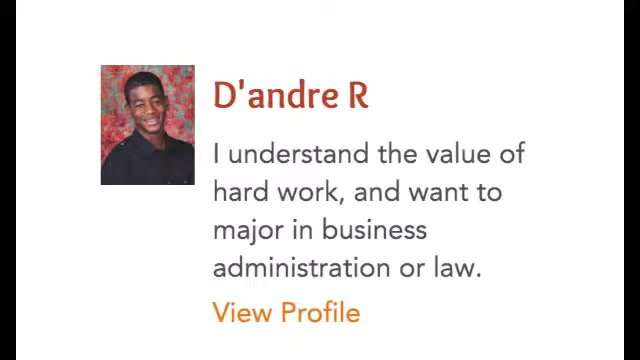 D'andre R
I understand the value of
hard work, and want to
major in business
administration or law.
View Profile